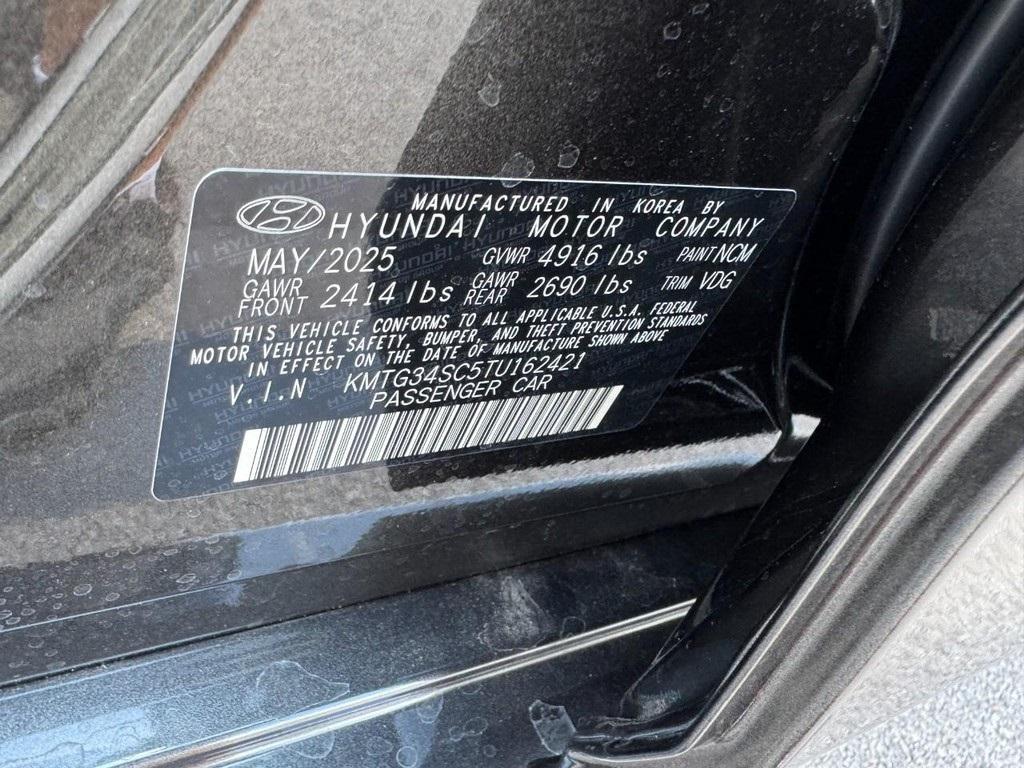 MANUFACTURED IN KOREA BY
HYUNDAI MOTOR COMPANY
MAY/2025 GVWR 4916 lbs PAINT NCM
GAWR FRONT 2414 lbs GAWR REAR 2690 lbs TRIM VDG
THIS VEHICLE CONFORMS TO ALL APPLICABLE U.S.A. FEDERAL
MOTOR VEHICLE SAFETY, BUMPER, AND THEFT PREVENTION STANDARDS
IN EFFECT ON THE DATE OF MANUFACTURE SHOWN ABOVE
V.I.N KMTG34SC5TU162421
PASSENGER CAR